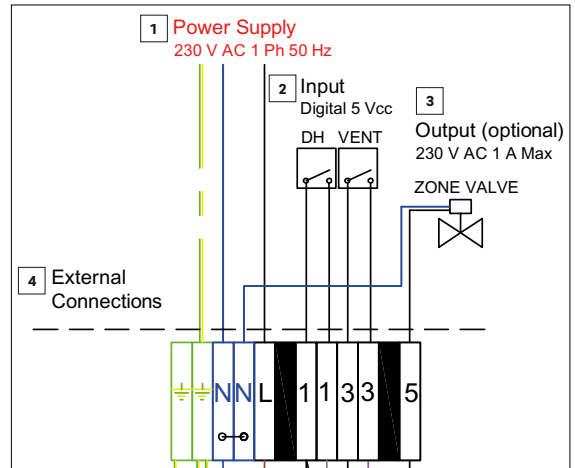 1 Power Supply
230 V AC 1 Ph 50 Hz
2 Input
Digital 5 Vcc
DH VENT
3
Output (optional)
230 V AC 1 A Max
ZONE VALVE
4 External
Connections
N N L 1 1 3 3 5